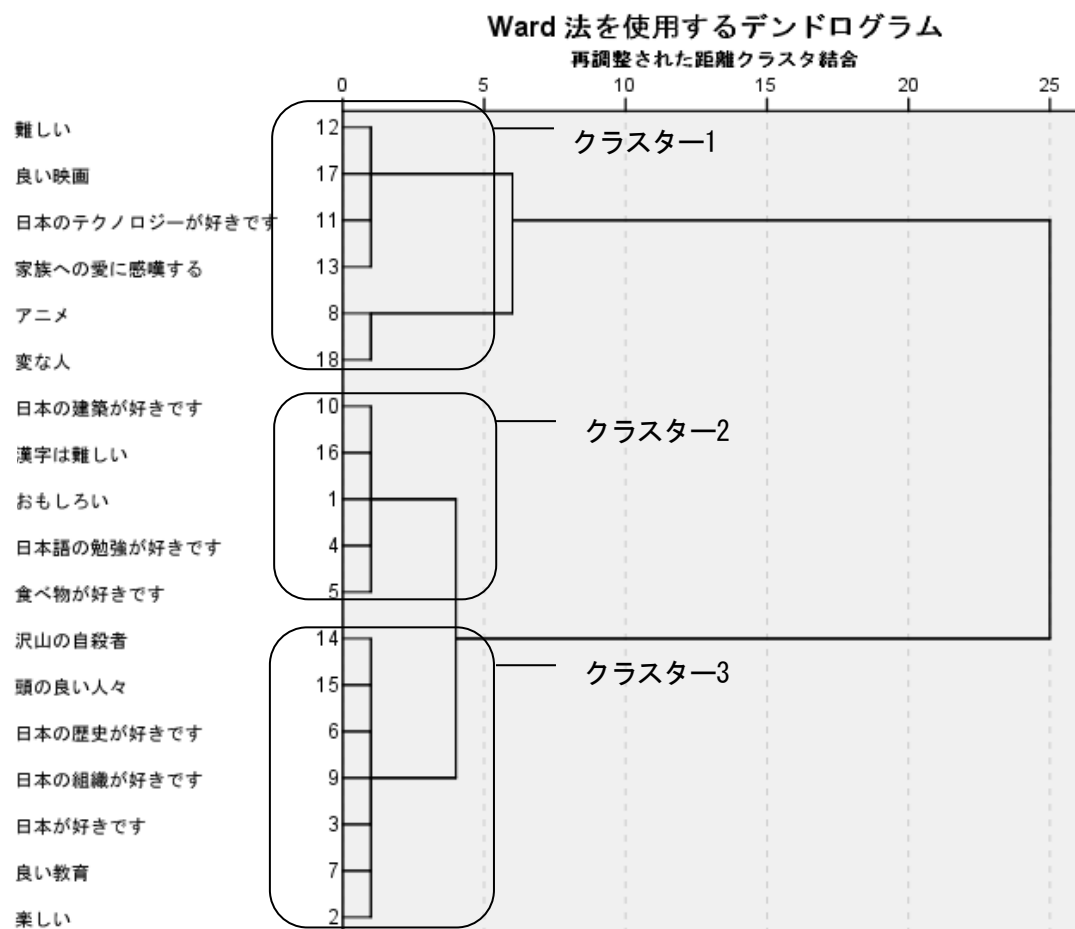 Ward 法を使用するデンドログラム
再調整された距離クラスタ結合
0 5 10 15 20 25
難しい 12
良い映画 17
日本のテクノロジーが好きです 11
家族への愛に感嘆する 13
アニメ 8
変な人 18
クラスター1
日本の建築が好きです 10
漢字は難しい 16
おもしろい 1
日本語の勉強が好きです 4
食べ物が好きです 5
クラスター2
沢山の自殺者 14
頭の良い人々 15
日本の歴史が好きです 6
日本の組織が好きです 9
日本が好きです 3
良い教育 7
楽しい 2
クラスター3